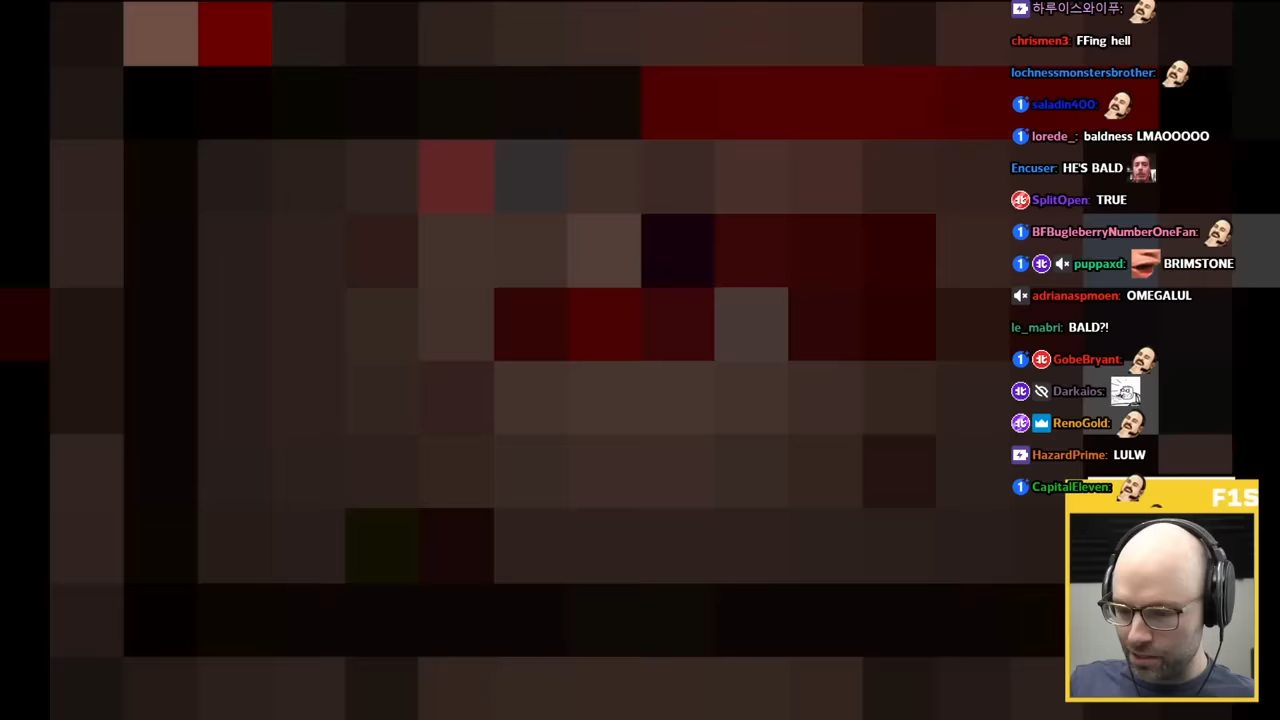 하루이스와이푸:
chrismen3: FFing hell
lochnessmonstersbrother:
saladin400:
lorede_: baldness LMAOOOOO
Encuser: HE'S BALD
SplitOpen: TRUE
BFBugleberryNumberOneFan:
puppaxd: BRIMSTONE
adrianaspmoen: OMEGALUL
le_mabri: BALD?!
GobeBryant:
Darkalos:
RenoGold:
HazardPrime: LULW
CapitalEleven:
F1S